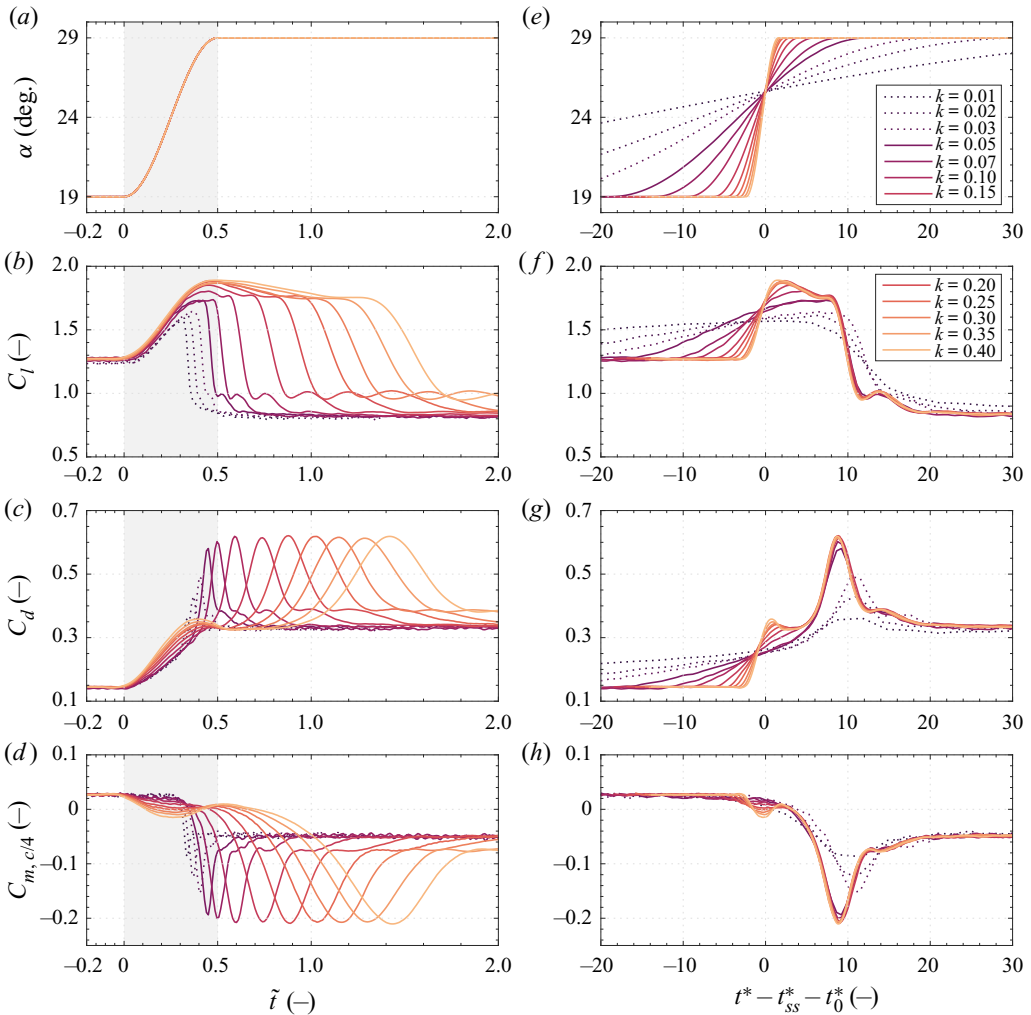 (a)
29
24
19
α (deg.)
–0.2 0 0.5 1.0 2.0
(e)
29
24
19
k = 0.01
k = 0.02
k = 0.03
k = 0.05
k = 0.07
k = 0.10
k = 0.15
–20 –10 0 10 20 30
(b)
2.0
1.5
1.0
0.5
C_l (–)
–0.2 0 0.5 1.0 2.0
(f)
2.0
1.5
1.0
0.5
k = 0.20
k = 0.25
k = 0.30
k = 0.35
k = 0.40
–20 –10 0 10 20 30
(c)
0.7
0.5
0.3
0.1
C_d (–)
–0.2 0 0.5 1.0 2.0
(g)
0.7
0.5
0.3
0.1
–20 –10 0 10 20 30
(d)
0.1
0
–0.1
–0.2
C_{m, c/4} (–)
–0.2 0 0.5 1.0 2.0
t̃ (–)
(h)
0.1
0
–0.1
–0.2
–20 –10 0 10 20 30
t* – t*_{ss} – t*_0 (–)